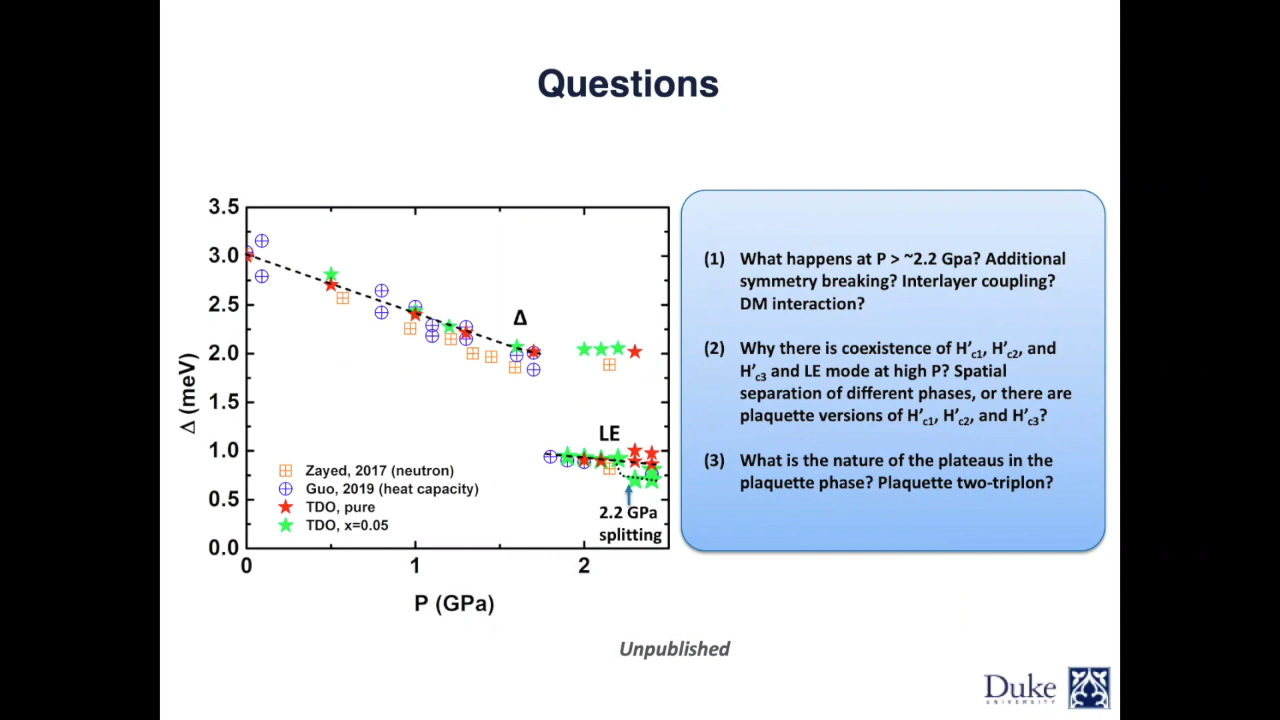 Questions
3.5
3.0
2.5
2.0
1.5
1.0
0.5
0.0
Δ (meV)
Δ
LE
Zayed, 2017 (neutron)
Guo, 2019 (heat capacity)
TDO, pure
TDO, x=0.05
2.2 GPa
splitting
0
1
2
P (GPa)
(1) What happens at P > ~2.2 Gpa? Additional
symmetry breaking? Interlayer coupling?
DM interaction?
(2) Why there is coexistence of H’c1, H’c2, and
H’c3 and LE mode at high P? Spatial
separation of different phases, or there are
plaquette versions of H’c1, H’c2, and H’c3?
(3) What is the nature of the plateaus in the
plaquette phase? Plaquette two-triplon?
Unpublished
Duke
UNIVERSITY